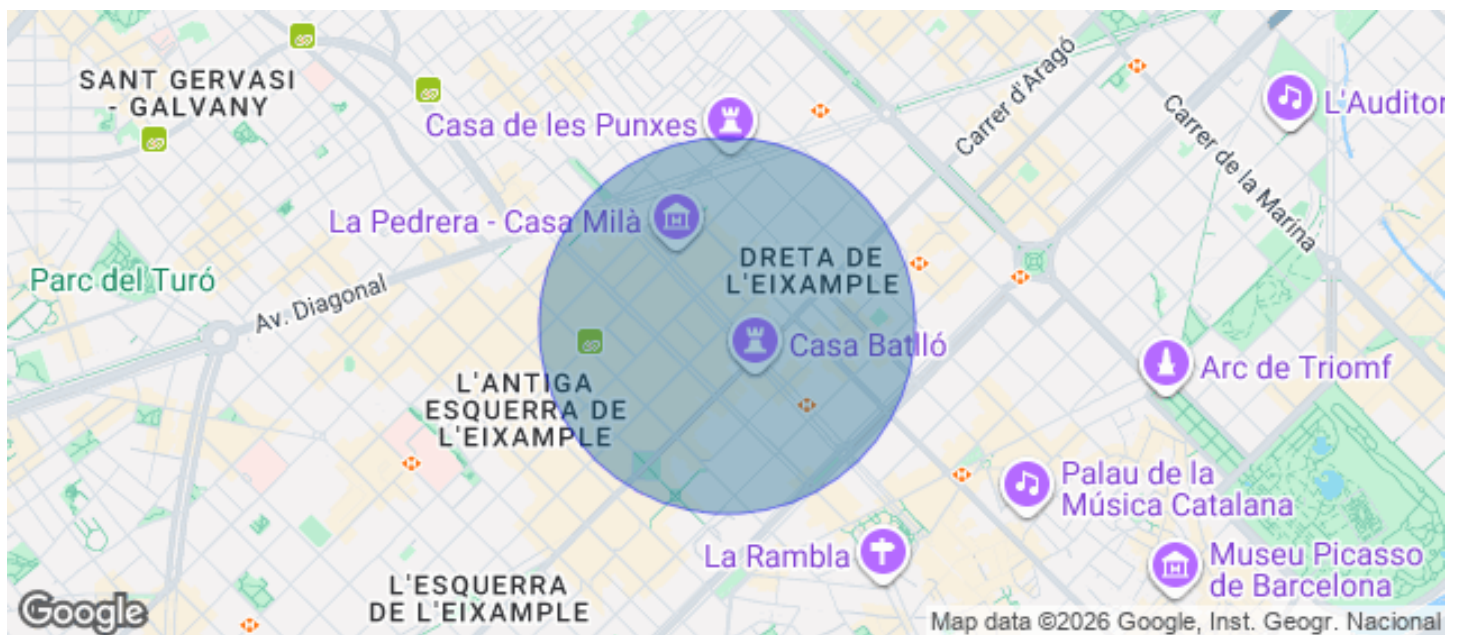 SANT GERVASI
- GALVANY
Casa de les Punxes
Carrer d'Aragó
L'Auditor
Carrer de la Marina
La Pedrera - Casa Milà
DRETA DE
L'EIXAMPLE
Parc del Turó
Av. Diagonal
Casa Batlló
Arc de Triomf
L'ANTIGA
ESQUERRA DE
L'EIXAMPLE
Palau de la
Música Catalana
La Rambla
Museu Picasso
de Barcelona
L'ESQUERRA
DE L'EIXAMPLE
Google
Map data ©2026 Google, Inst. Geogr. Nacional